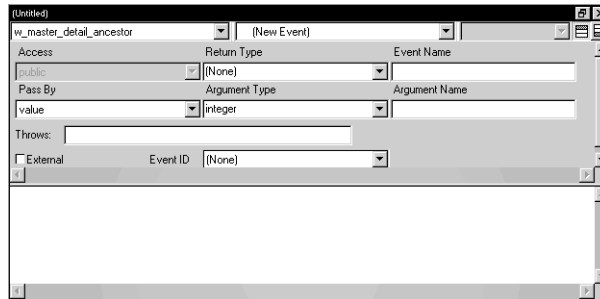 (Untitled)
w_master_detail_ancestor (New Event)
Access Return Type Event Name
public (None)
Pass By Argument Type Argument Name
value integer
Throws:
External Event ID (None)